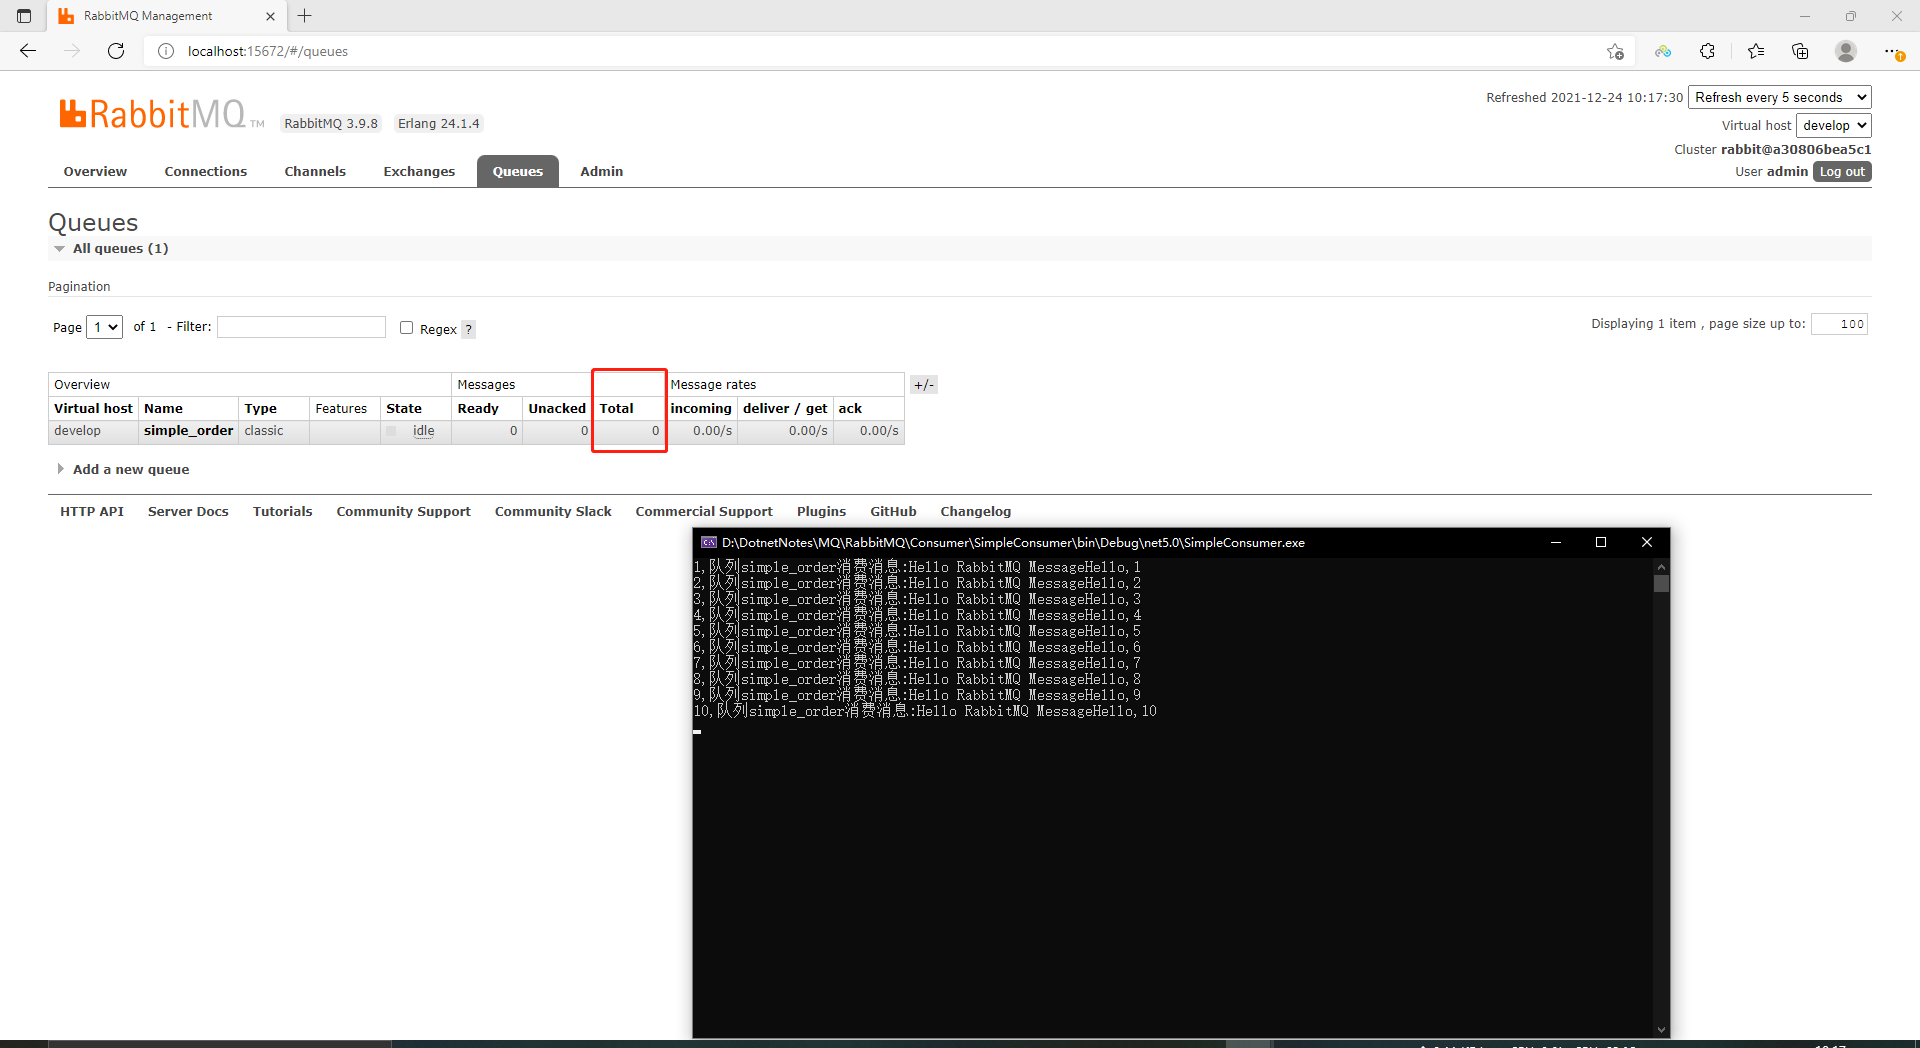 RabbitMQ Management
localhost:15672/#/queues
RabbitMQ TM RabbitMQ 3.9.8 Erlang 24.1.4
Refreshed 2021-12-24 10:17:30 Refresh every 5 seconds
Virtual host develop
Cluster rabbit@a30806bea5c1
User admin Log out
Overview Connections Channels Exchanges Queues Admin
Queues
All queues (1)
Pagination
Page 1 of 1 - Filter: Regex ? Displaying 1 item , page size up to: 100
Overview Messages Message rates +/-
Virtual host Name Type Features State Ready Unacked Total incoming deliver / get ack
develop simple_order classic idle 0 0 0 0.00/s 0.00/s 0.00/s
Add a new queue
HTTP API Server Docs Tutorials Community Support Community Slack Commercial Support Plugins GitHub Changelog
D:\DotnetNotes\MQ\RabbitMQ\Consumer\SimpleConsumer\bin\Debug\net5.0\SimpleConsumer.exe
1,队列simple_order消费消息:Hello RabbitMQ MessageHello,1
2,队列simple_order消费消息:Hello RabbitMQ MessageHello,2
3,队列simple_order消费消息:Hello RabbitMQ MessageHello,3
4,队列simple_order消费消息:Hello RabbitMQ MessageHello,4
5,队列simple_order消费消息:Hello RabbitMQ MessageHello,5
6,队列simple_order消费消息:Hello RabbitMQ MessageHello,6
7,队列simple_order消费消息:Hello RabbitMQ MessageHello,7
8,队列simple_order消费消息:Hello RabbitMQ MessageHello,8
9,队列simple_order消费消息:Hello RabbitMQ MessageHello,9
10,队列simple_order消费消息:Hello RabbitMQ MessageHello,10